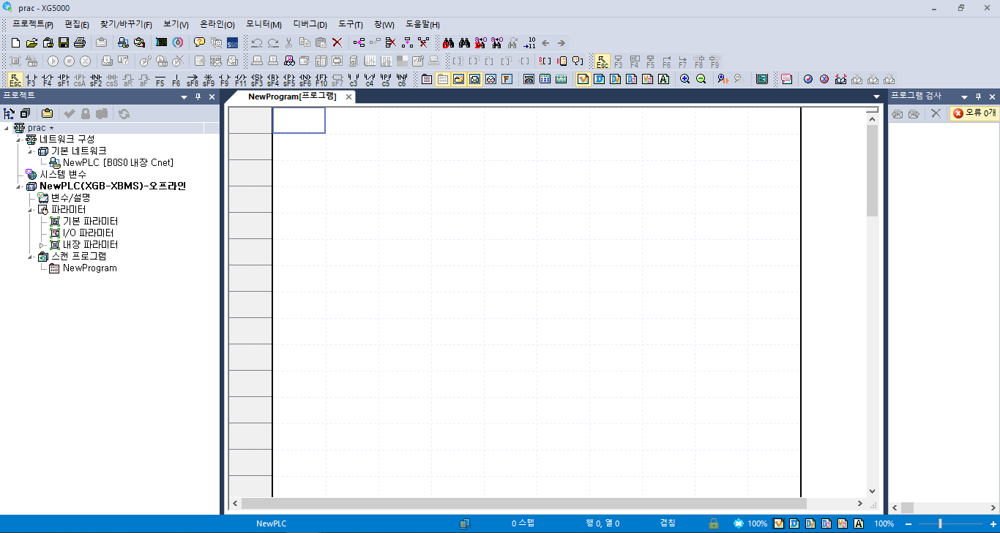 prac - XG5000
프로젝트(P) 편집(E) 찾기/바꾸기(F) 보기(V) 온라인(O) 모니터(M) 디버그(D) 도구(T) 창(W) 도움말(H)
Esc F3 F4 F5 F6 F7 F8 F9
Esc F3 F4 sF1 csA sF2 csS aR aF F5 F6 sF8 sF9 F9 F11 sF3 sF4 sF5 sF6 F10 sF7 c3 c4 c5 c6
프로젝트
NewProgram[프로그램]
프로그램 검사
오류 0개
prac *
네트워크 구성
기본 네트워크
NewPLC [B0S0 내장 Cnet]
시스템 변수
NewPLC(XGB-XBMS)-오프라인
변수/설명
파라미터
기본 파라미터
I/O 파라미터
내장 파라미터
스캔 프로그램
NewProgram
NewPLC 0 스텝 행 0, 열 0 겹침 100% 100%